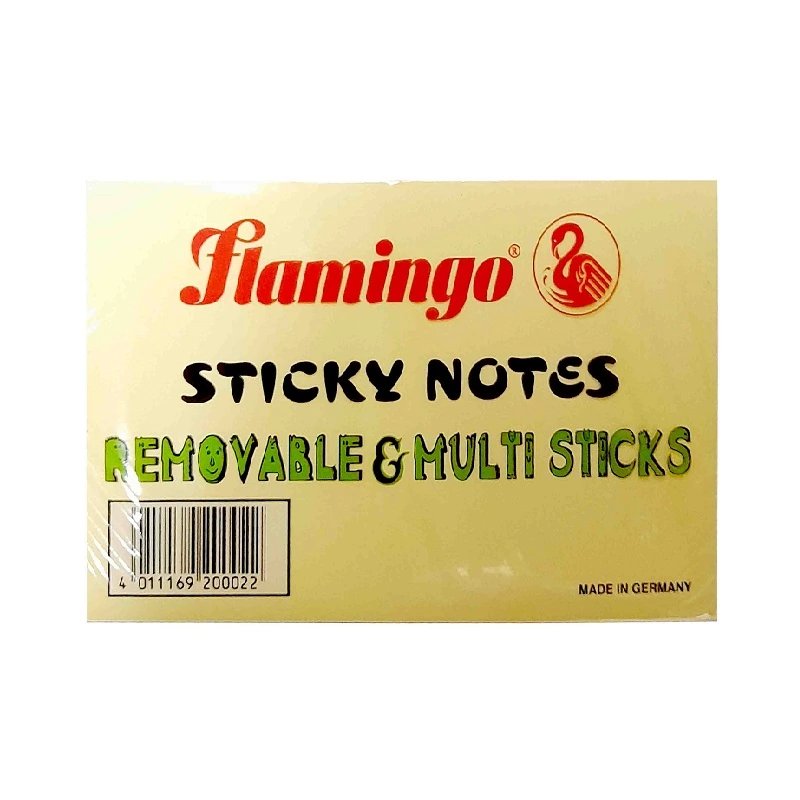 Flamingo®
STICKY NOTES
REMOVABLE & MULTI STICKS
4 011169 200022
MADE IN GERMANY